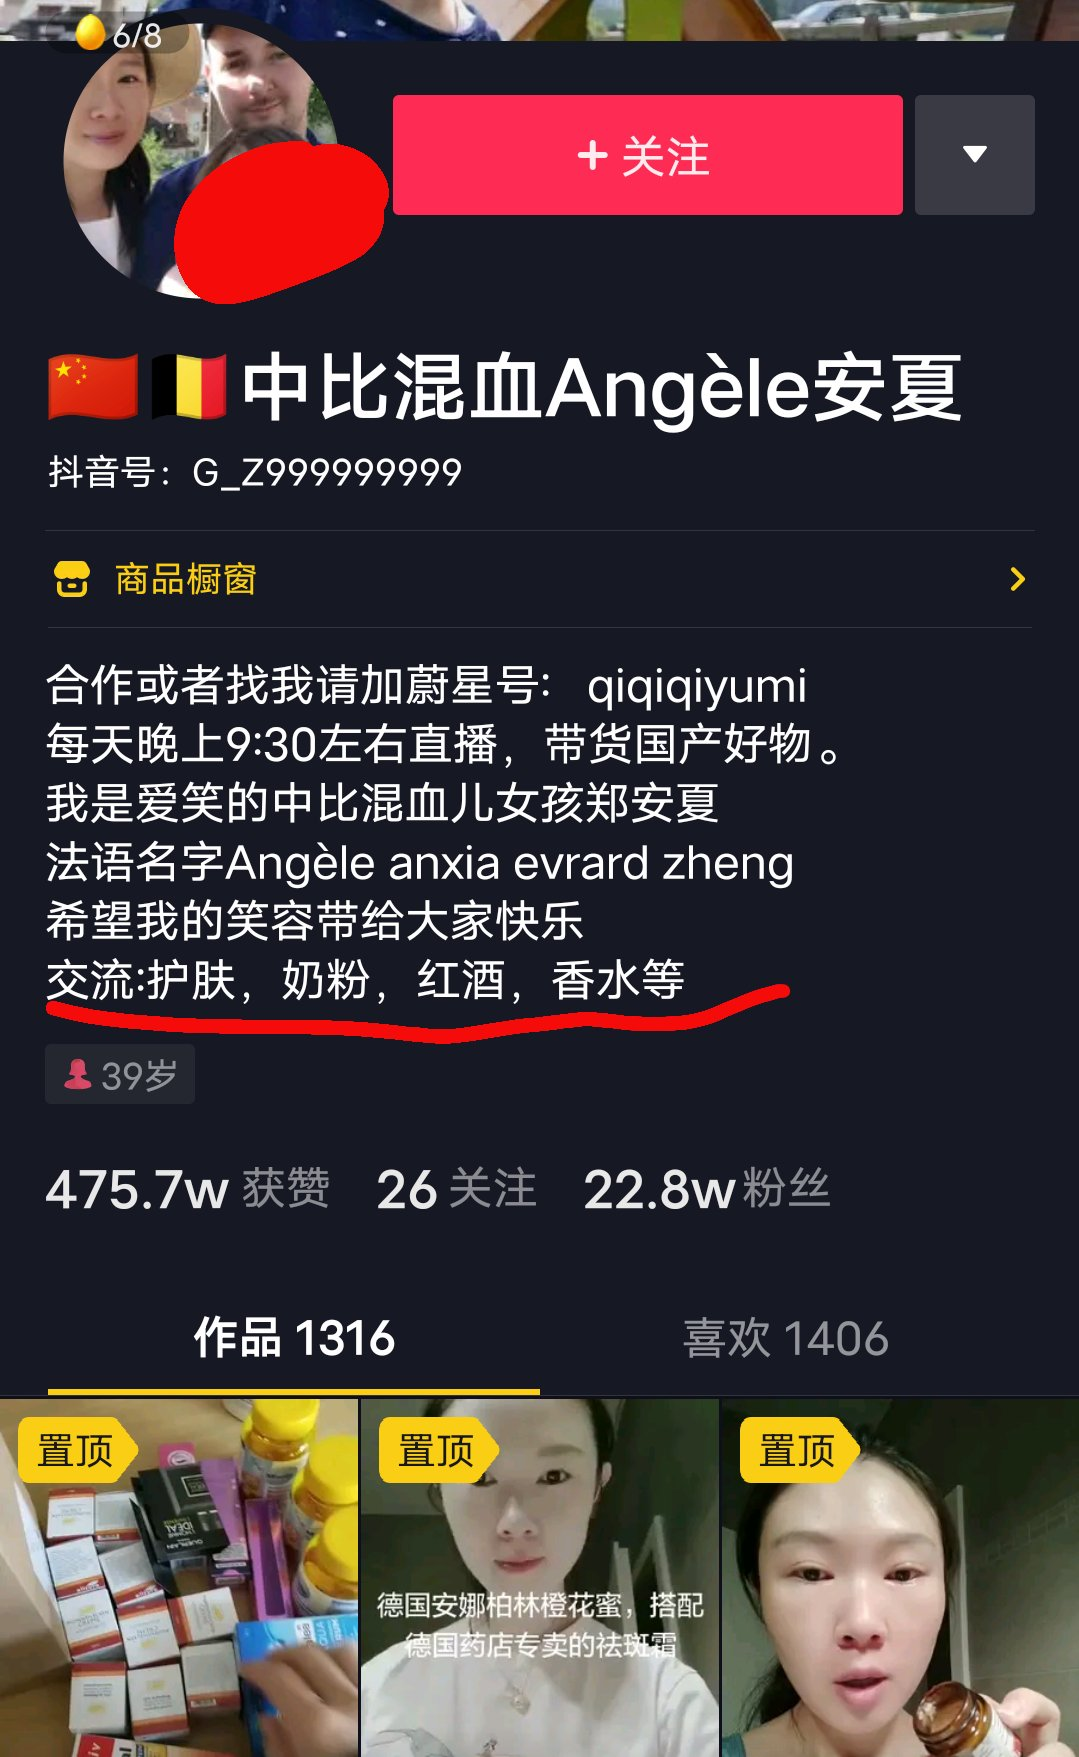 6/8
+ 关注
🇨🇳🇧🇪中比混血Angèle安夏
抖音号：G_Z999999999
商品橱窗
合作或者找我请加蔚星号： qiqiqiyumi
每天晚上9:30左右直播，带货国产好物。
我是爱笑的中比混血儿女孩郑安夏
法语名字Angèle anxia evrard zheng
希望我的笑容带给大家快乐
交流:护肤，奶粉，红酒，香水等
39岁
475.7w 获赞 26 关注 22.8w 粉丝
作品 1316 喜欢 1406
置顶 置顶 置顶
IDEAL
GUERLAIN
德国安娜柏林橙花蜜，搭配
德国药店专卖的祛斑霜